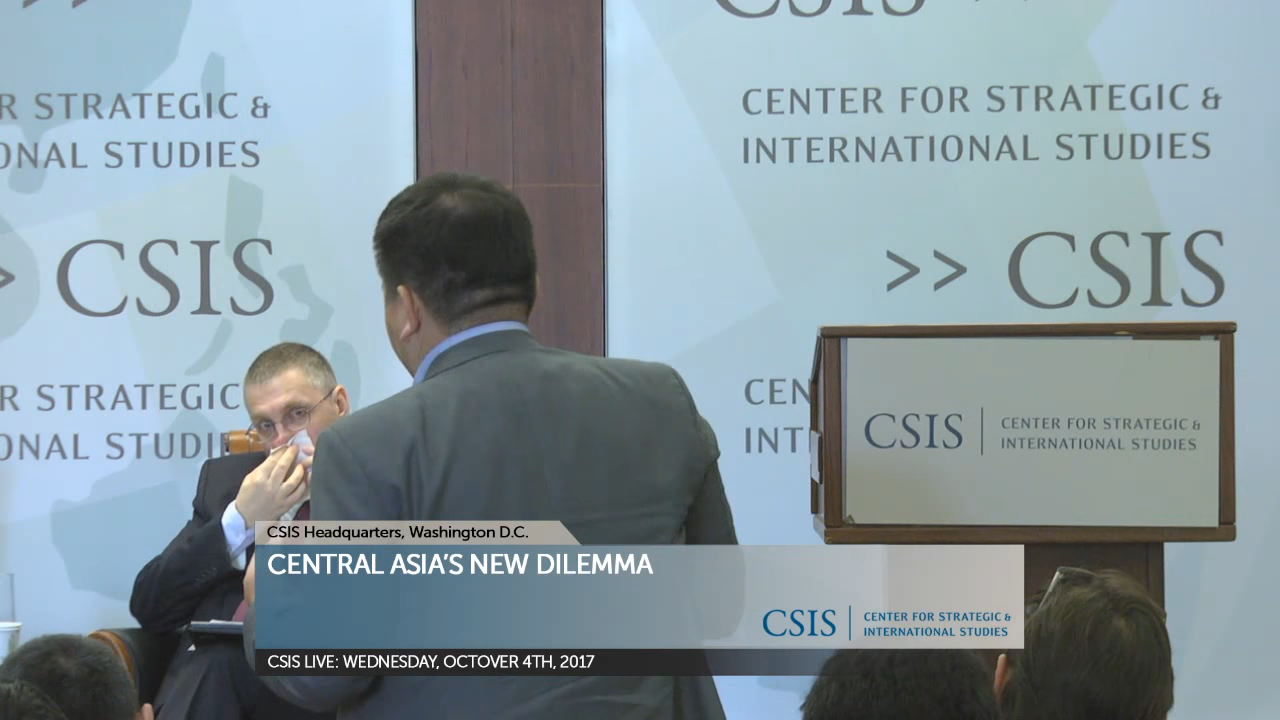 CSIS >>
R STRATEGIC &
ONAL STUDIES
CENTER FOR STRATEGIC &
INTERNATIONAL STUDIES
> CSIS
>> CSIS
R STRATEGIC
ONAL STUDIE
CEN
INT
CSIS
CENTER FOR STRATEGIC &
INTERNATIONAL STUDIES
CSIS Headquarters, Washington D.C.
CENTRAL ASIA'S NEW DILEMMA
CSIS
CENTER FOR STRATEGIC &
INTERNATIONAL STUDIES
CSIS LIVE: WEDNESDAY, OCTOVER 4TH, 2017